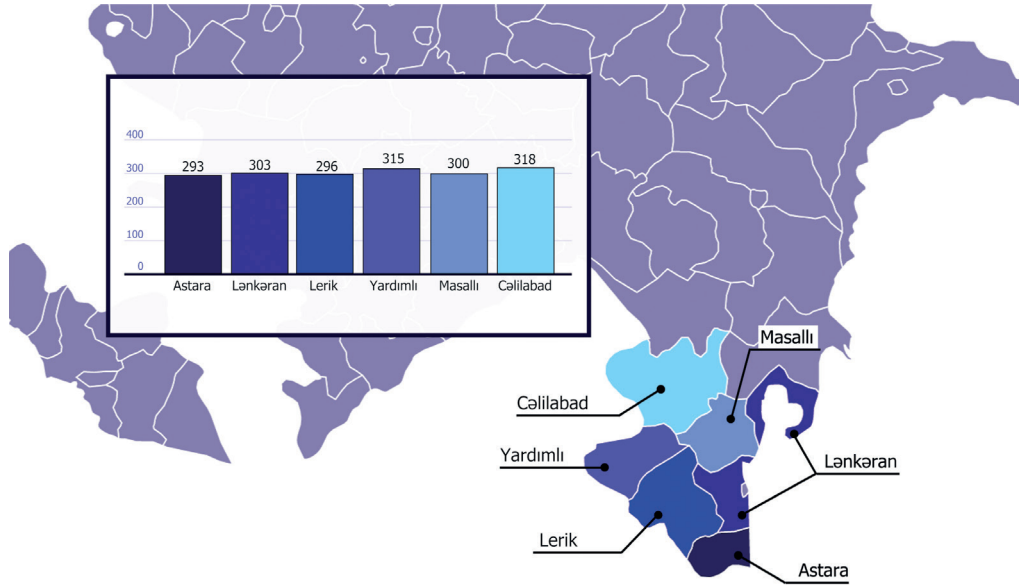 400
300
200
100
0
293
303
296
315
300
318
Astara
Lənkəran
Lerik
Yardımlı
Masallı
Cəlilabad
Masallı
Cəlilabad
Yardımlı
Lənkəran
Lerik
Astara